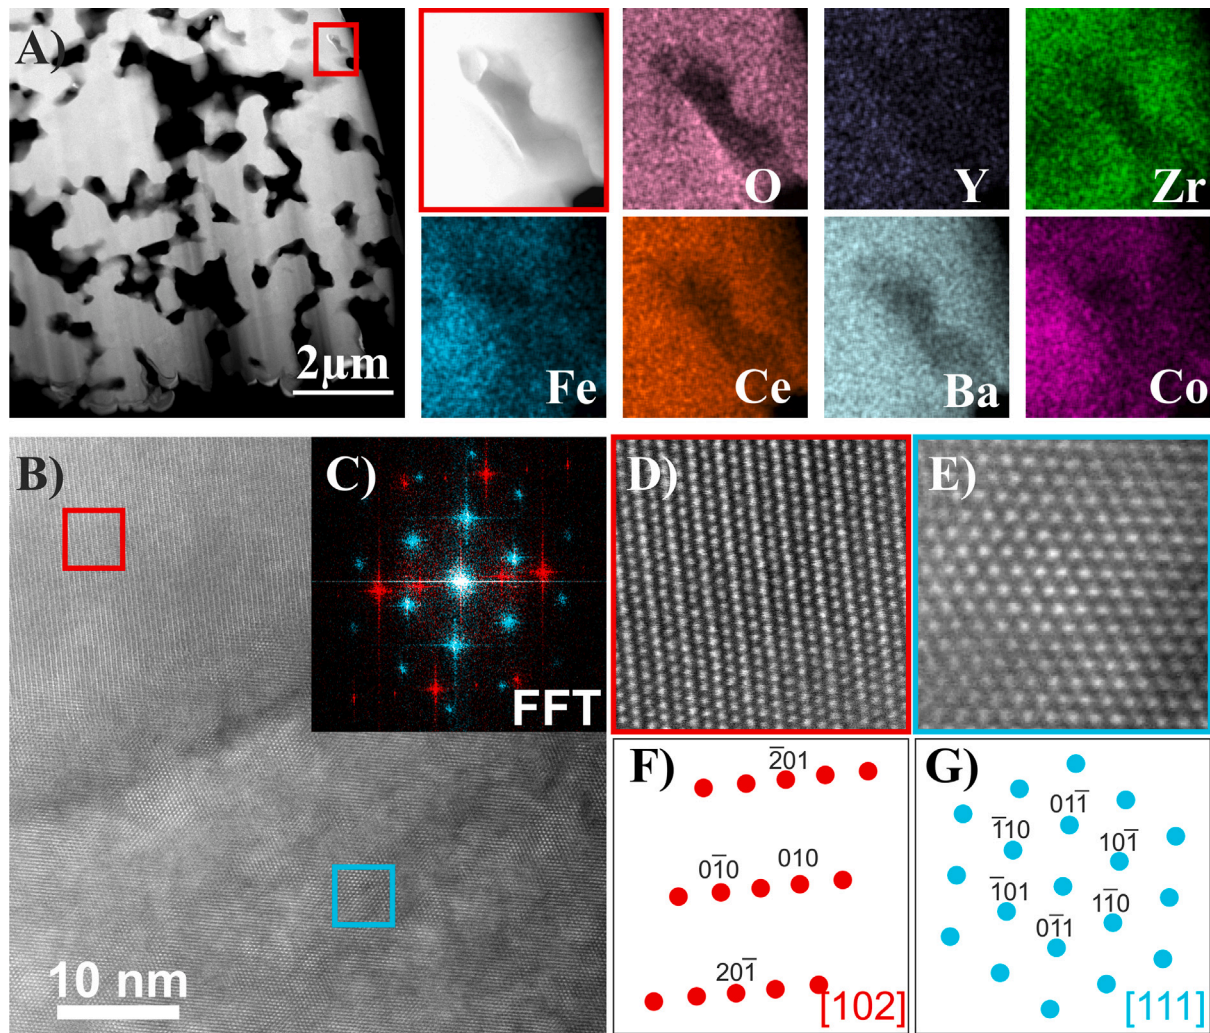 A)
2μm
O
Y
Zr
Fe
Ce
Ba
Co
B)
10 nm
C)
FFT
D)
E)
F)
2̅01
01̅0
010
201̅
[102]
G)
011̅
1̅10
101̅
1̅01
11̅0
01̅1
[111]